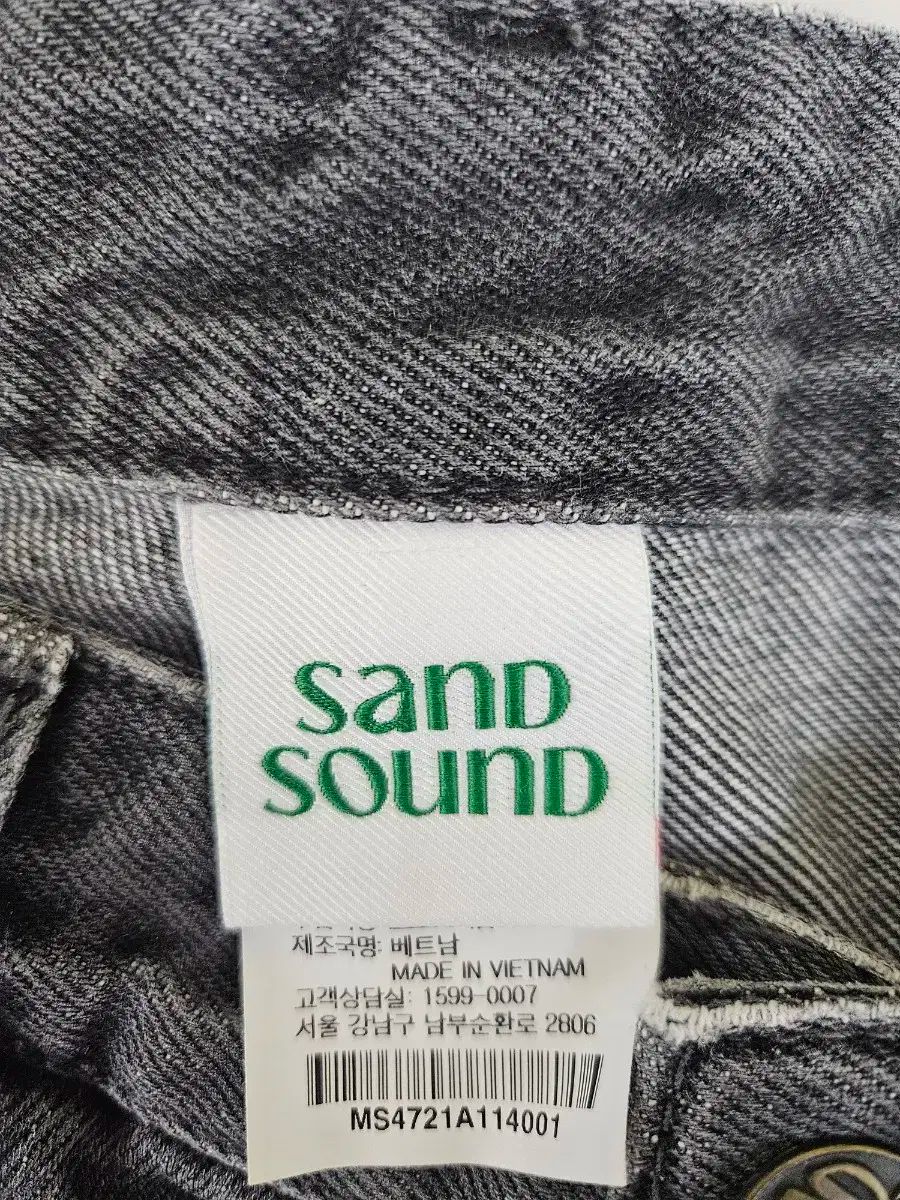 sanD
sounD
제조국명: 베트남
MADE IN VIETNAM
고객상담실: 1599-0007
서울 강남구 남부순환로 2806
MS4721A114001